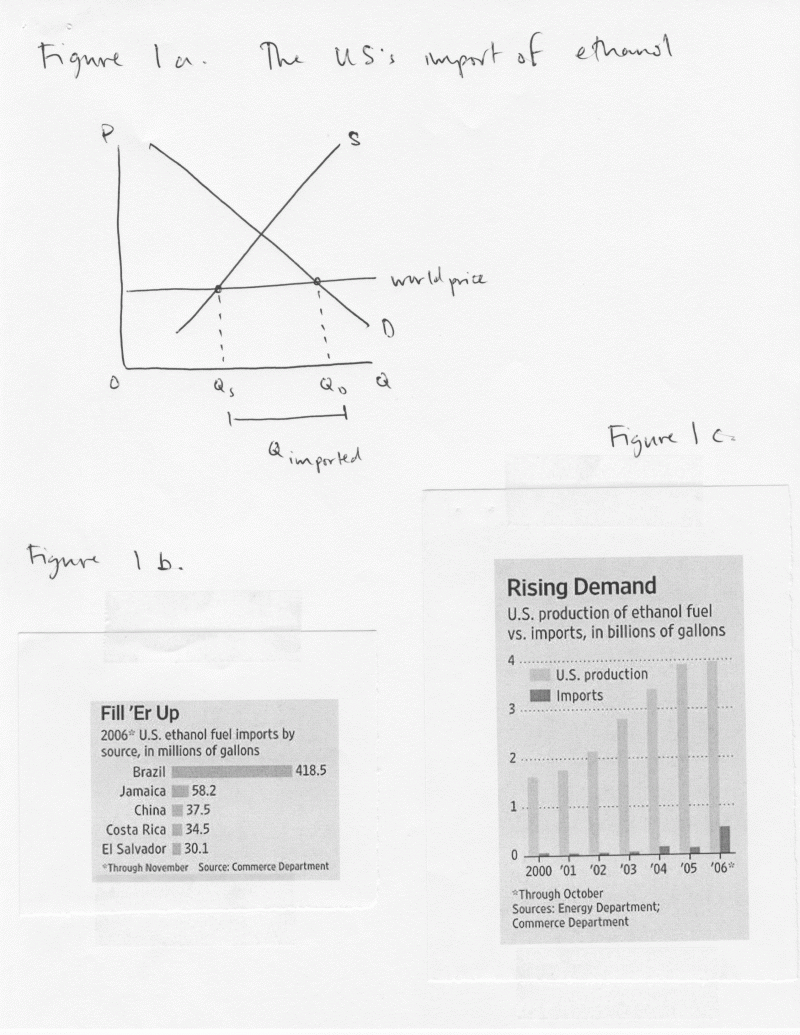 Figure 1 a. The US's import of ethanol
P
S
world price
D
O
Qs
QD
Q
Q imported
Figure 1 c.
Figure 1 b.
Fill 'Er Up
2006* U.S. ethanol fuel imports by
source, in millions of gallons
Brazil 418.5
Jamaica 58.2
China 37.5
Costa Rica 34.5
El Salvador 30.1
*Through November Source: Commerce Department
Rising Demand
U.S. production of ethanol fuel
vs. imports, in billions of gallons
4
U.S. production
Imports
3
2
1
0
2000 '01 '02 '03 '04 '05 '06*
*Through October
Sources: Energy Department;
Commerce Department